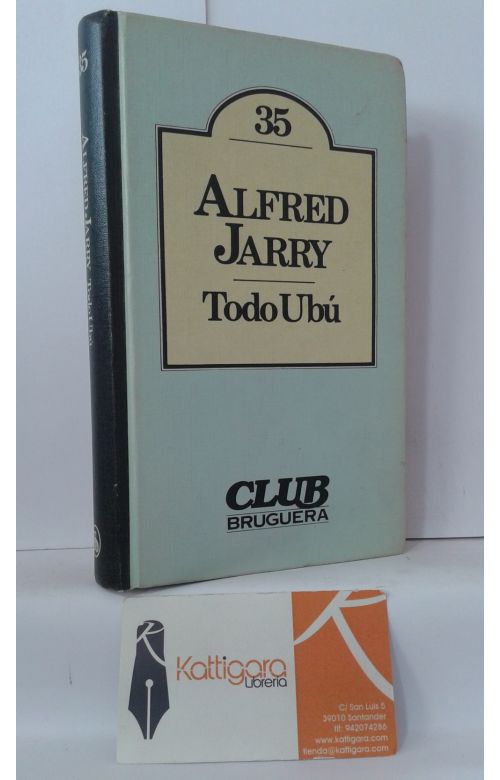 35
ALFRED JARRY Todo Ubú
35
ALFRED
JARRY
Todo Ubú
CLUB
BRUGUERA
Kattigara
Librería
C/ San Luis 5
39010 Santander
tlf: 942074286
www.kattigara.com
tienda@kattigara.com